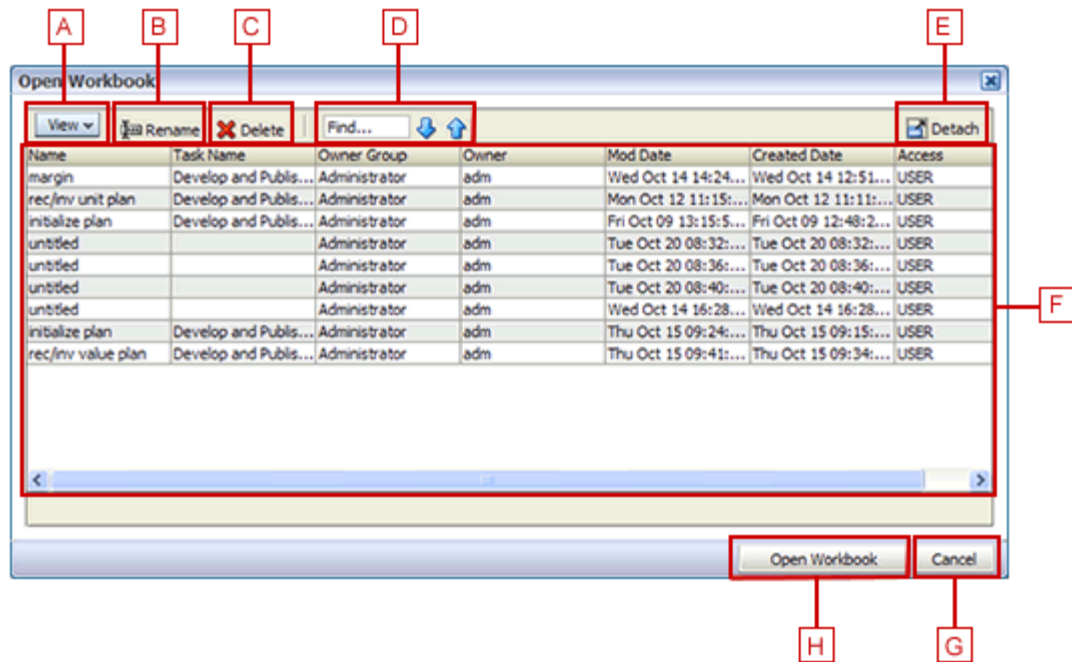 A B C D E
Open Workbook
View Rename Delete Find... Detach
Name Task Name Owner Group Owner Mod Date Created Date Access
margin Develop and Publis... Administrator adm Wed Oct 14 14:24... Wed Oct 14 12:51... USER
rec/inv unit plan Develop and Publis... Administrator adm Mon Oct 12 11:15:... Mon Oct 12 11:11:... USER
initialize plan Develop and Publis... Administrator adm Fri Oct 09 13:15:5... Fri Oct 09 12:48:2... USER
untitled Administrator adm Tue Oct 20 08:32:... Tue Oct 20 08:32:... USER
untitled Administrator adm Tue Oct 20 08:36:... Tue Oct 20 08:36:... USER
untitled Administrator adm Tue Oct 20 08:40:... Tue Oct 20 08:40:... USER
untitled Administrator adm Wed Oct 14 16:28... Wed Oct 14 16:28... USER
initialize plan Develop and Publis... Administrator adm Thu Oct 15 09:24:... Thu Oct 15 09:15:... USER
rec/inv value plan Develop and Publis... Administrator adm Thu Oct 15 09:41:... Thu Oct 15 09:34:... USER
F
Open Workbook Cancel
H G